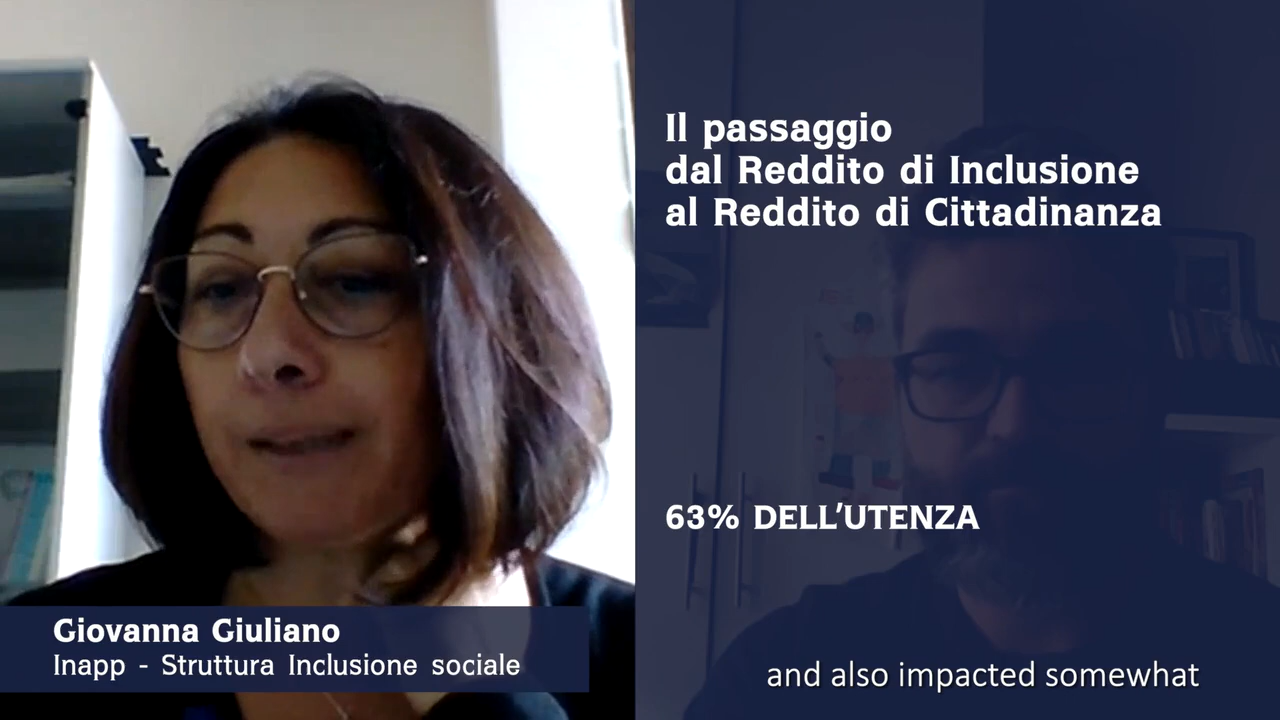 Il passaggio
dal Reddito di Inclusione
al Reddito di Cittadinanza
63% DELL'UTENZA
Giovanna Giuliano
Inapp - Struttura Inclusione sociale
and also impacted somewhat